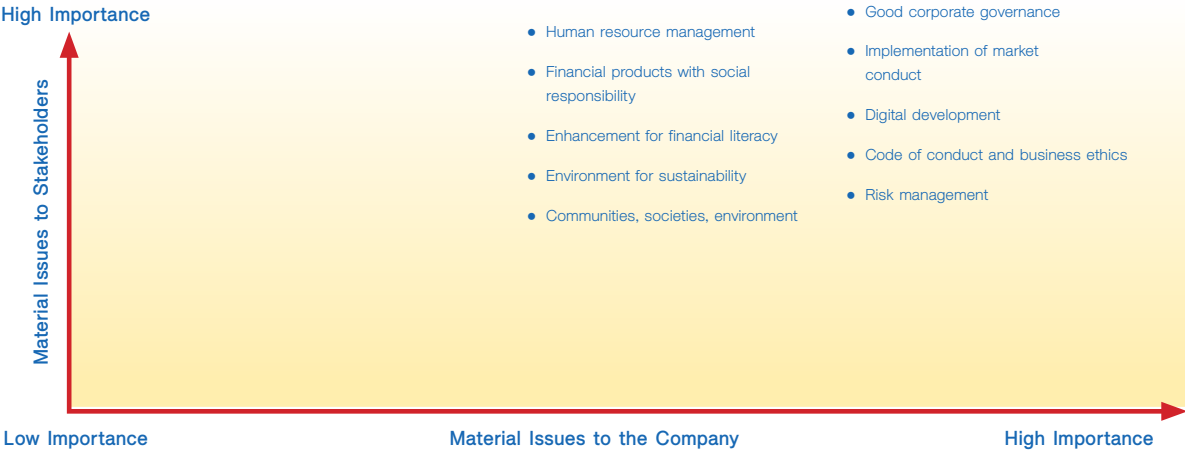 High Importance
Material Issues to Stakeholders
• Human resource management
• Financial products with social
responsibility
• Enhancement for financial literacy
• Environment for sustainability
• Communities, societies, environment
• Good corporate governance
• Implementation of market
conduct
• Digital development
• Code of conduct and business ethics
• Risk management
Low Importance
Material Issues to the Company
High Importance